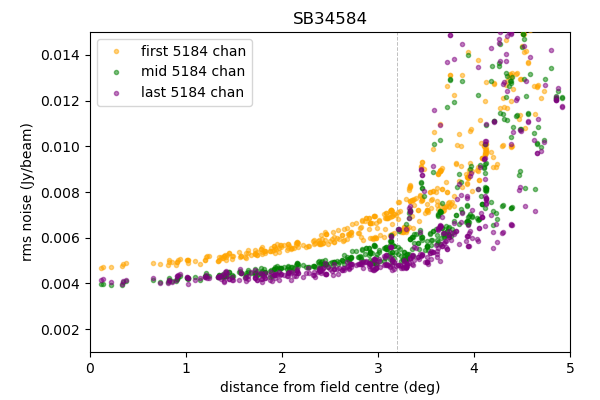 SB34584
first 5184 chan
mid 5184 chan
last 5184 chan
rms noise (Jy/beam)
0.014
0.012
0.010
0.008
0.006
0.004
0.002
0 1 2 3 4 5
distance from field centre (deg)